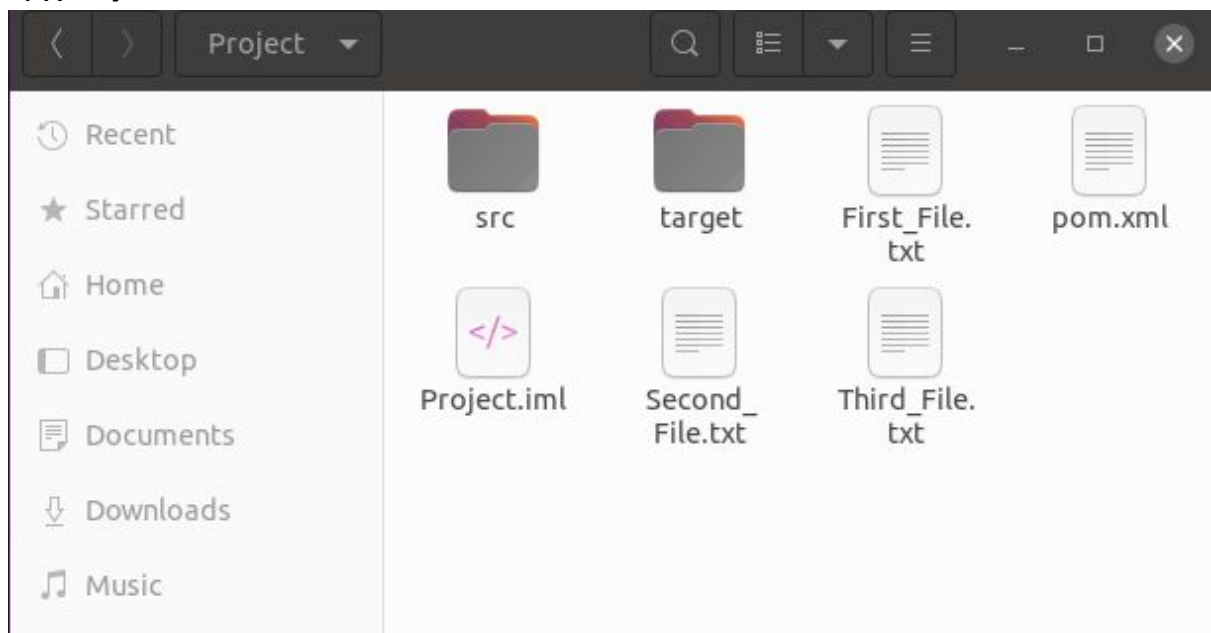 Project
Recent
Starred
Home
Desktop
Documents
Downloads
Music
src
target
First_File.
txt
pom.xml
</>
Project.iml
Second_
File.txt
Third_File.
txt